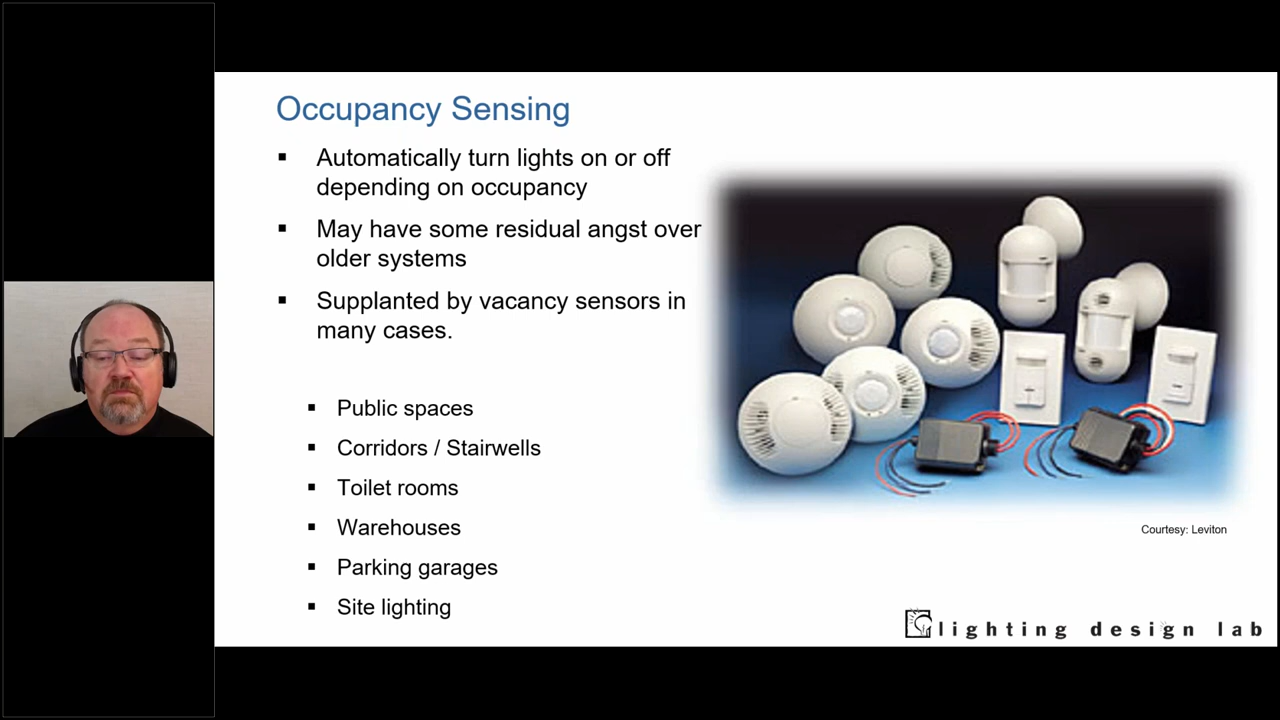 Occupancy Sensing
▪ Automatically turn lights on or off
depending on occupancy
▪ May have some residual angst over
older systems
▪ Supplanted by vacancy sensors in
many cases.
▪ Public spaces
▪ Corridors / Stairwells
▪ Toilet rooms
▪ Warehouses
▪ Parking garages
▪ Site lighting
Courtesy: Leviton
lighting design lab